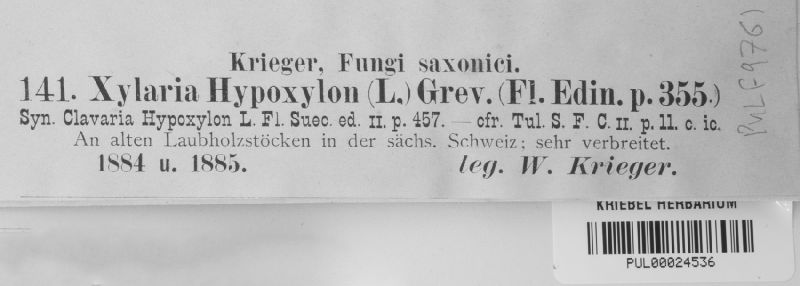 Krieger, Fungi saxonici.
141. Xylaria Hypoxylon (L.) Grev. (Fl. Edin. p. 355.)
Syn. Clavaria Hypoxylon L. Fl. Suec. ed. II. p. 457. — cfr. Tul. S. F. C. II. p. 11. c. ic.
An alten Laubholzstöcken in der sächs. Schweiz; sehr verbreitet.
1884 u. 1885. leg. W. Krieger.
PUL F9761
KRIEBEL HERBARIUM
PUL00024536